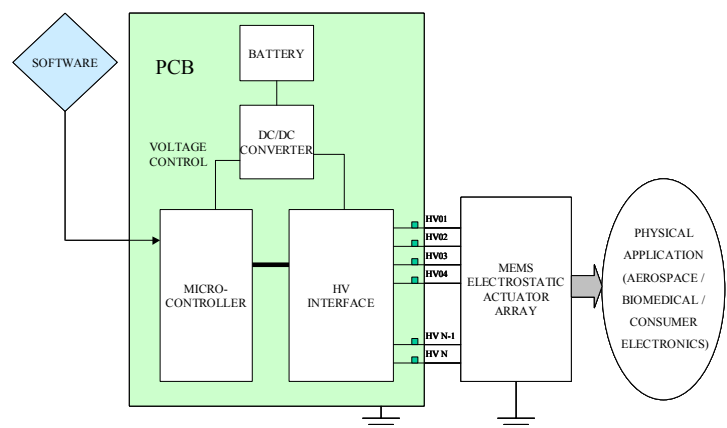 SOFTWARE
PCB
BATTERY
DC/DC
CONVERTER
VOLTAGE
CONTROL
MICRO-
CONTROLLER
HV
INTERFACE
HV01
HV02
HV03
HV04
HV N-1
HV N
MEMS
ELECTROSTATIC
ACTUATOR
ARRAY
PHYSICAL
APPLICATION
(AEROSPACE /
BIOMEDICAL /
CONSUMER
ELECTRONICS)